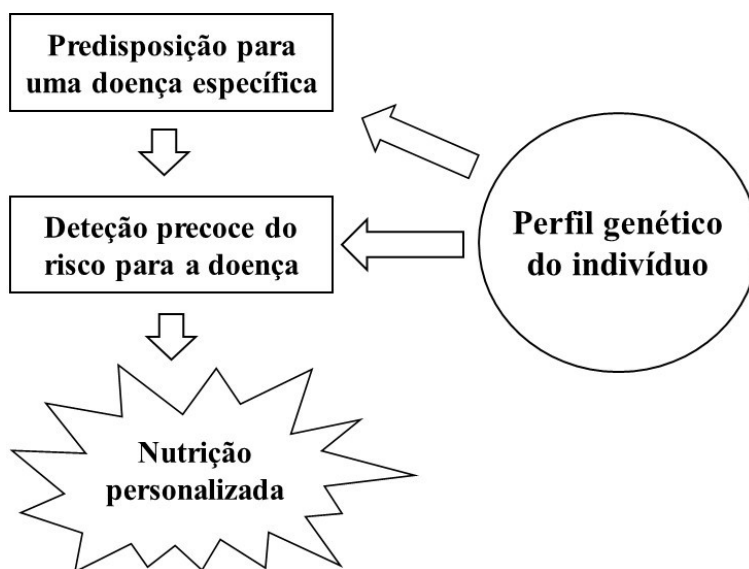 Predisposição para
uma doença específica
Deteção precoce do
risco para a doença
Perfil genético
do indivíduo
Nutrição
personalizada